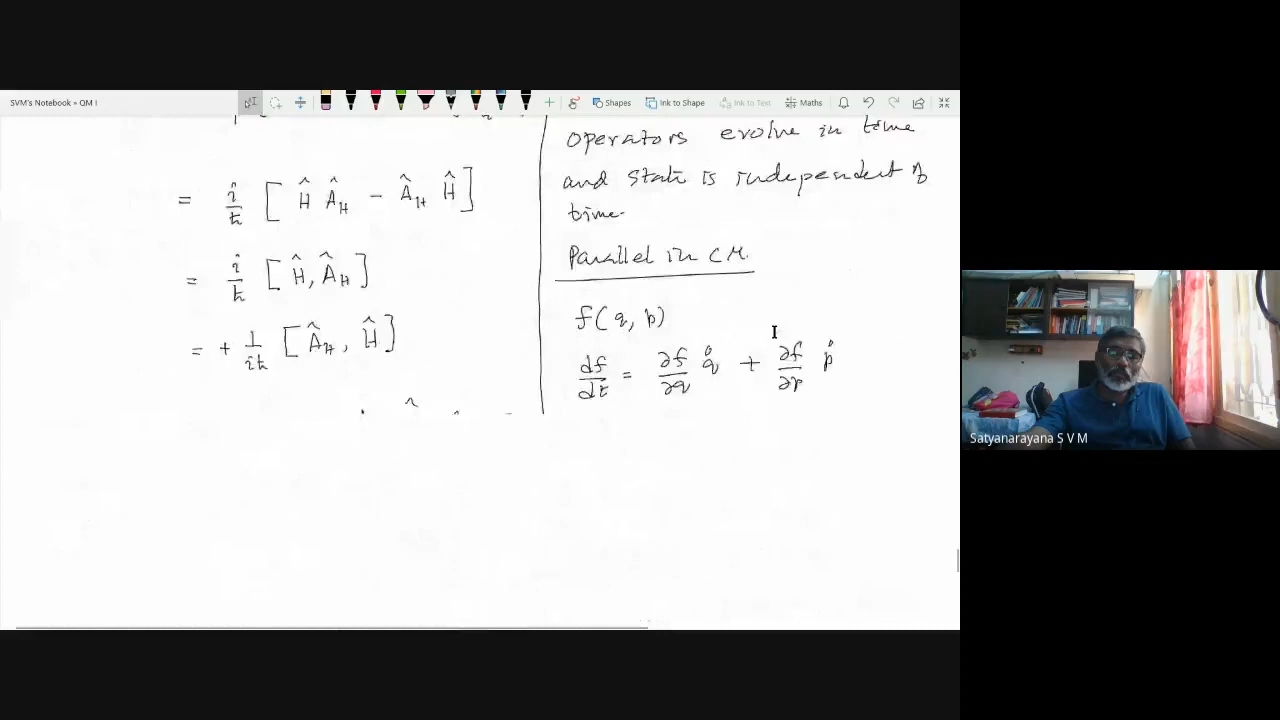 SVM's Notebook » QM I
Shapes
Ink to Shape
Ink to Text
Maths
= i/ħ [ Ĥ Â_H − Â_H Ĥ ]
= i/ħ [ Ĥ, Â_H ]
= + 1/iħ [ Â_H, Ĥ ]
operators evolve in time
and state is independent of
time.
Parallel in CM.
f(q, p)
df/dt = ∂f/∂q q̇ + ∂f/∂p ṗ
Satyanarayana S V M